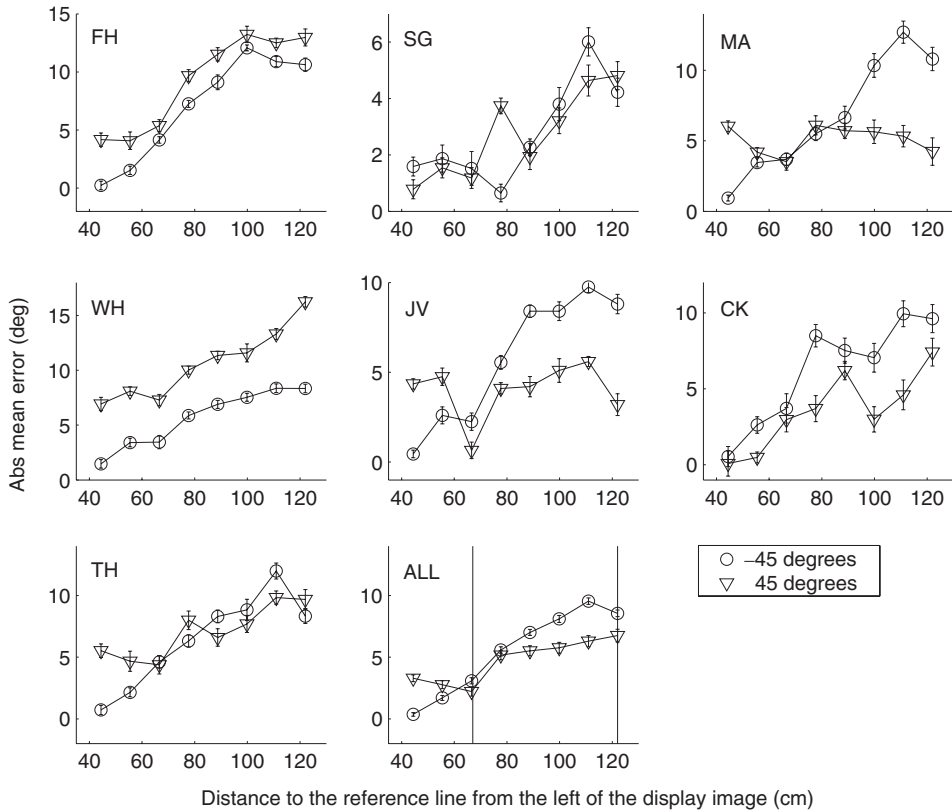 FH
15
10
5
0
40 60 80 100 120
SG
6
4
2
0
40 60 80 100 120
MA
10
5
0
40 60 80 100 120
Abs mean error (deg)
WH
15
10
5
0
40 60 80 100 120
JV
10
5
0
40 60 80 100 120
CK
10
5
0
40 60 80 100 120
TH
10
5
0
40 60 80 100 120
ALL
10
5
0
40 60 80 100 120
–45 degrees
45 degrees
Distance to the reference line from the left of the display image (cm)